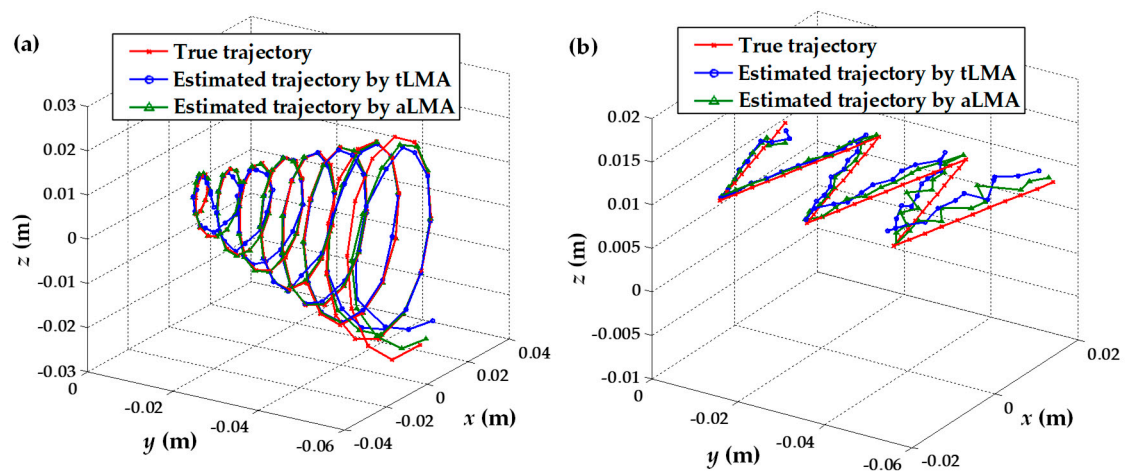 (a)
True trajectory
Estimated trajectory by tLMA
Estimated trajectory by aLMA
0.03
0.02
0.01
0
-0.01
-0.02
-0.03
z (m)
0
-0.02
-0.04
-0.06
y (m)
-0.04
-0.02
0
0.02
0.04
x (m)
(b)
True trajectory
Estimated trajectory by tLMA
Estimated trajectory by aLMA
0.02
0.015
0.01
0.005
0
-0.005
-0.01
z (m)
0
-0.02
-0.04
-0.06
y (m)
-0.02
0
0.02
x (m)